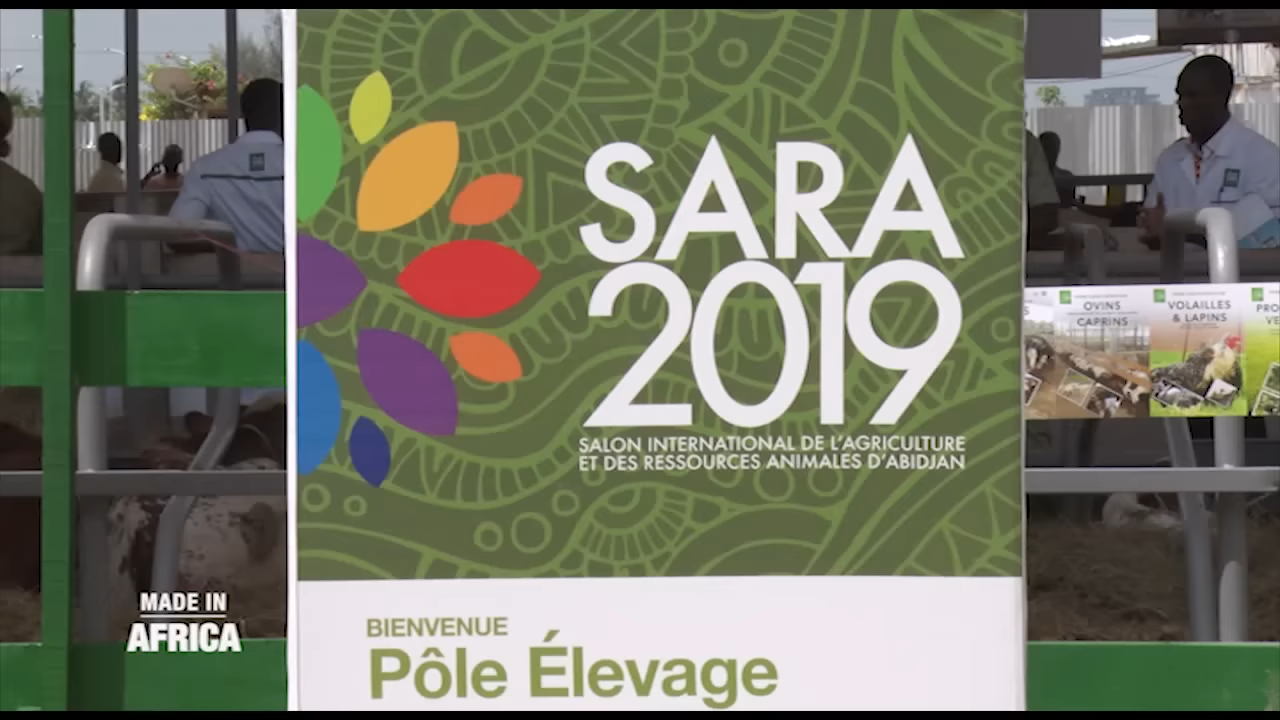 SARA
2019
SALON INTERNATIONAL DE L'AGRICULTURE
ET DES RESSOURCES ANIMALES D'ABIDJAN
BIENVENUE
Pôle Élevage
OVINS
CAPRINS
VOLAILLES
& LAPINS
MADE IN
AFRICA